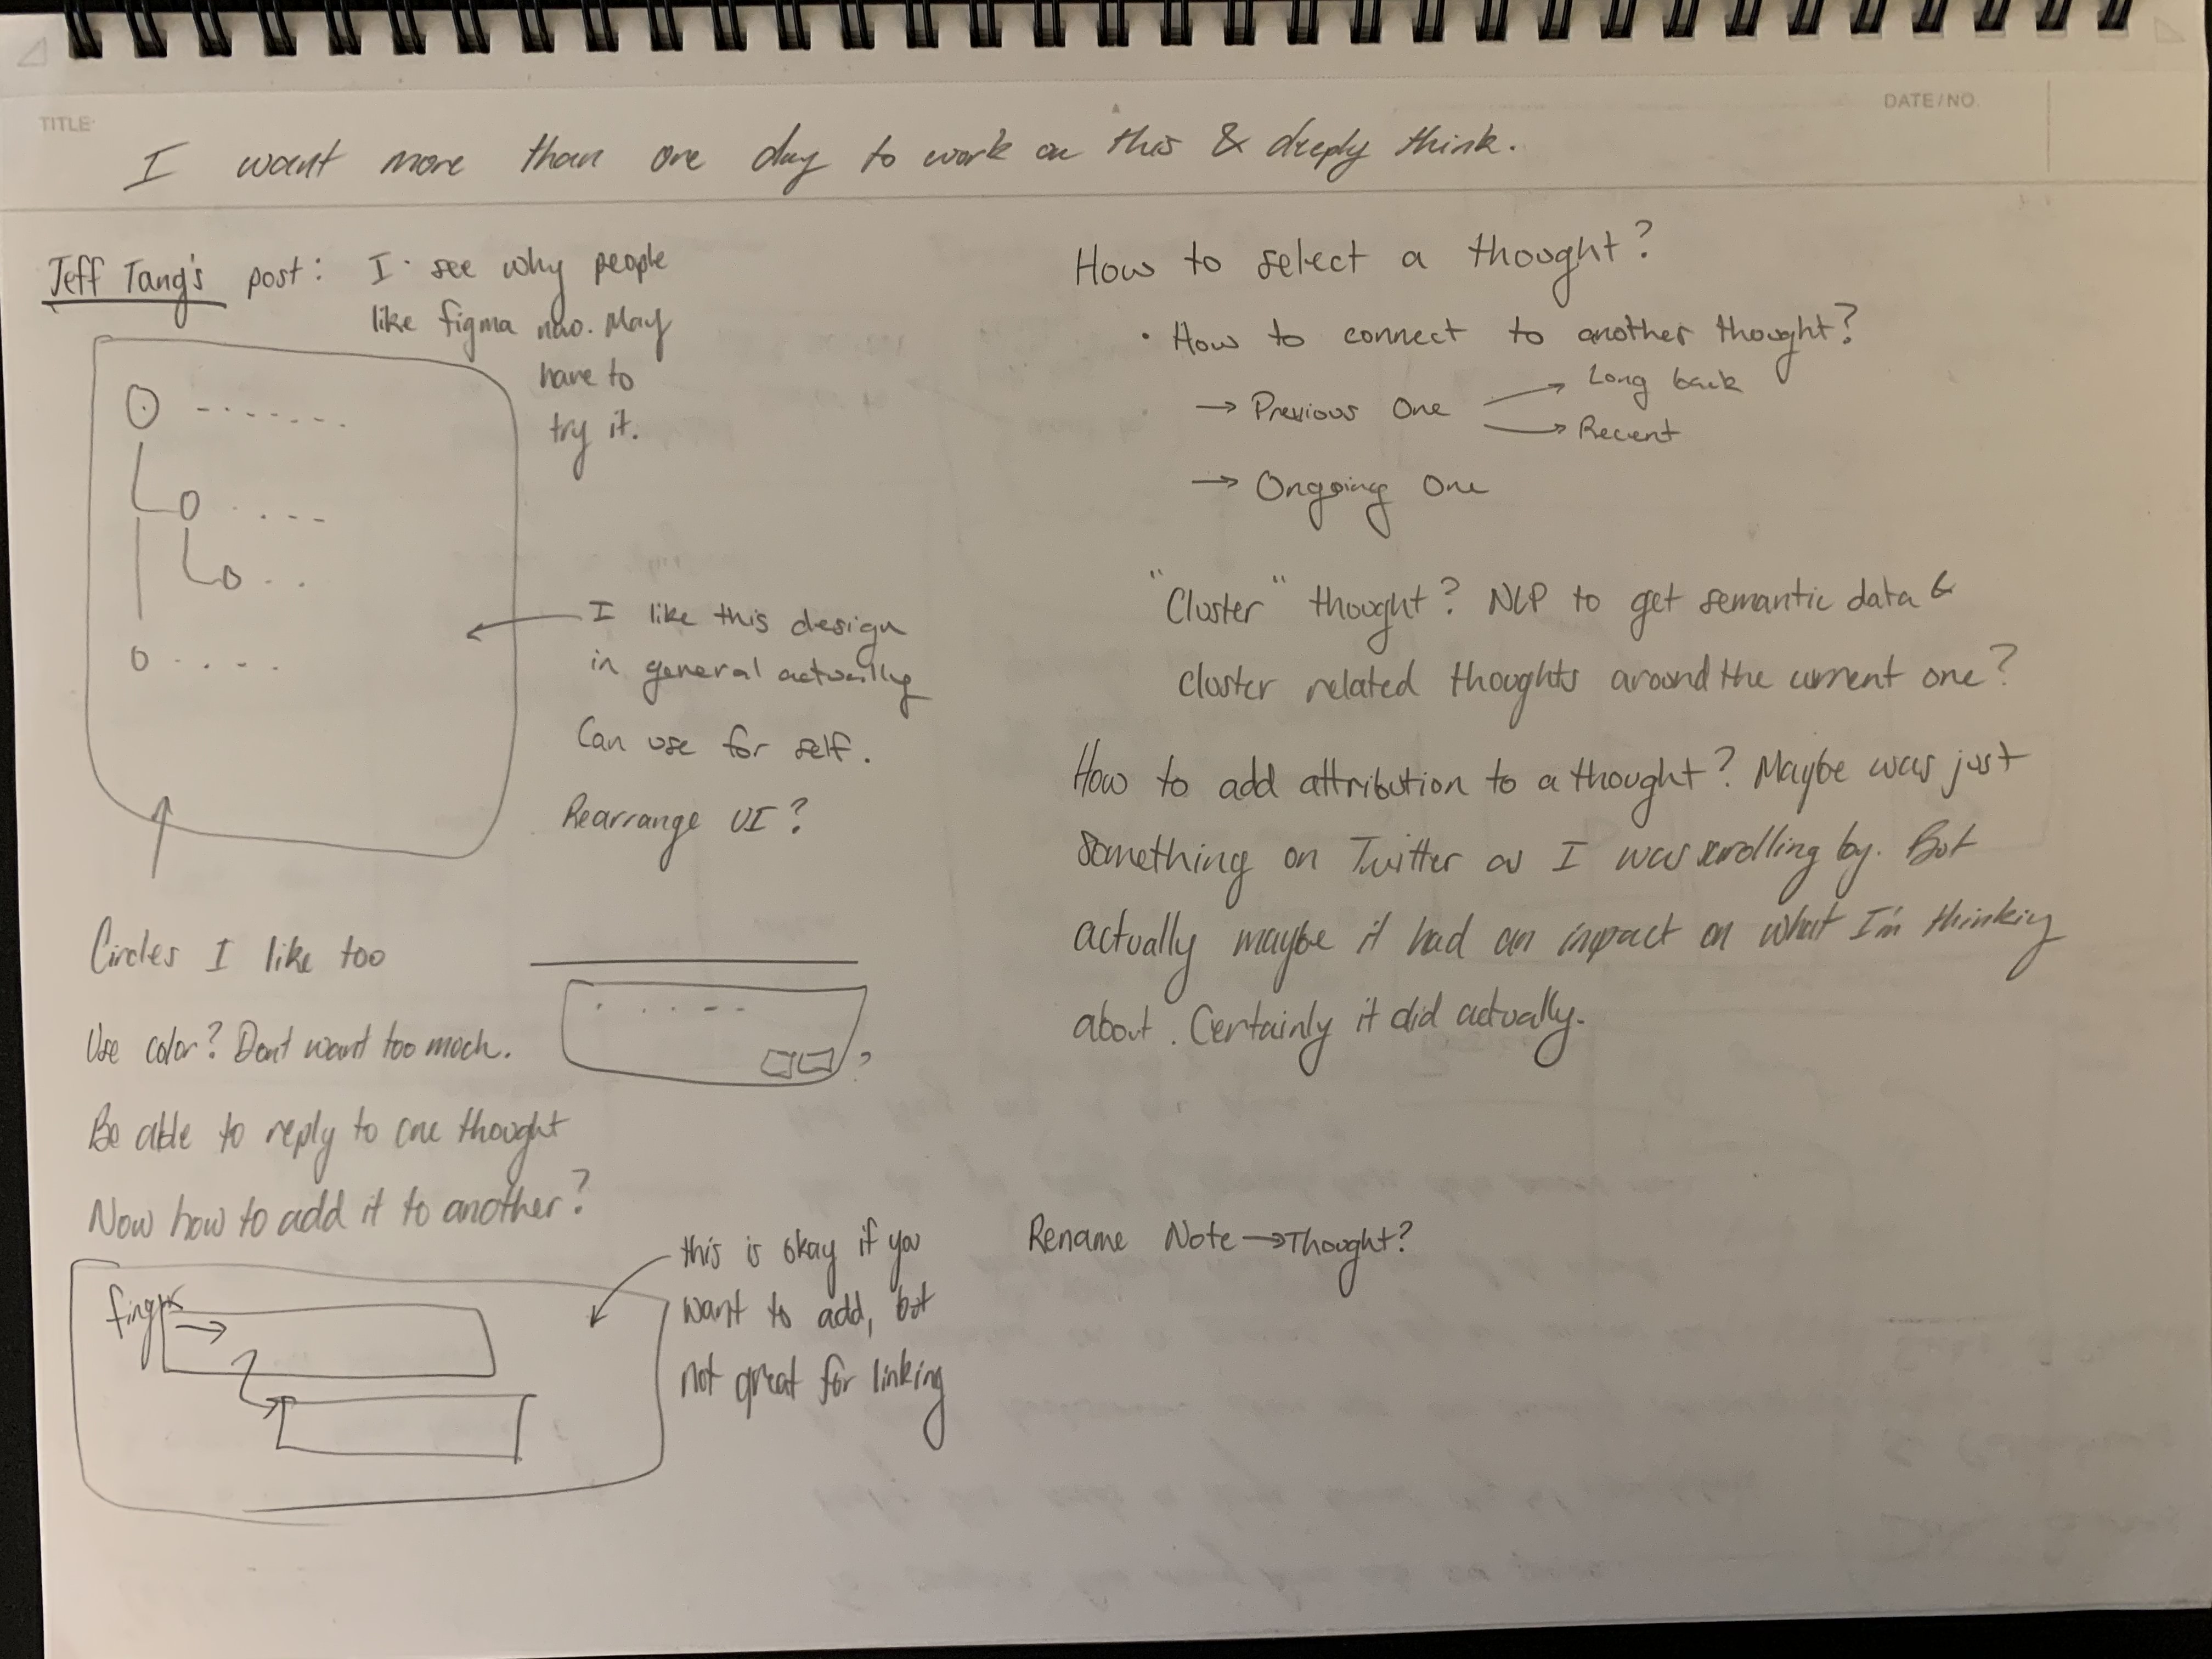 TITLE
DATE/NO.
I want more than one day to work on this & deeply think.
Jeff Tang's post: I see why people
like figma now. May
have to
try it.
I like this design
in general actually
Can use for self.
Rearrange UI?
Circles I like too
Use color? Dont want too much.
?
Be able to reply to one thought
Now how to add it to another?
finger
this is okay if you
want to add, but
not great for linking
How to select a thought?
• How to connect to another thought?
→ Previous One → Long back
→ Recent
→ Ongoing One
"Cluster" thought? NLP to get semantic data &
cluster related thoughts around the current one?
How to add attribution to a thought? Maybe was just
something on Twitter as I was scrolling by. But
actually maybe it had an impact on what I'm thinking
about. Certainly it did actually.
Rename Note → Thought?